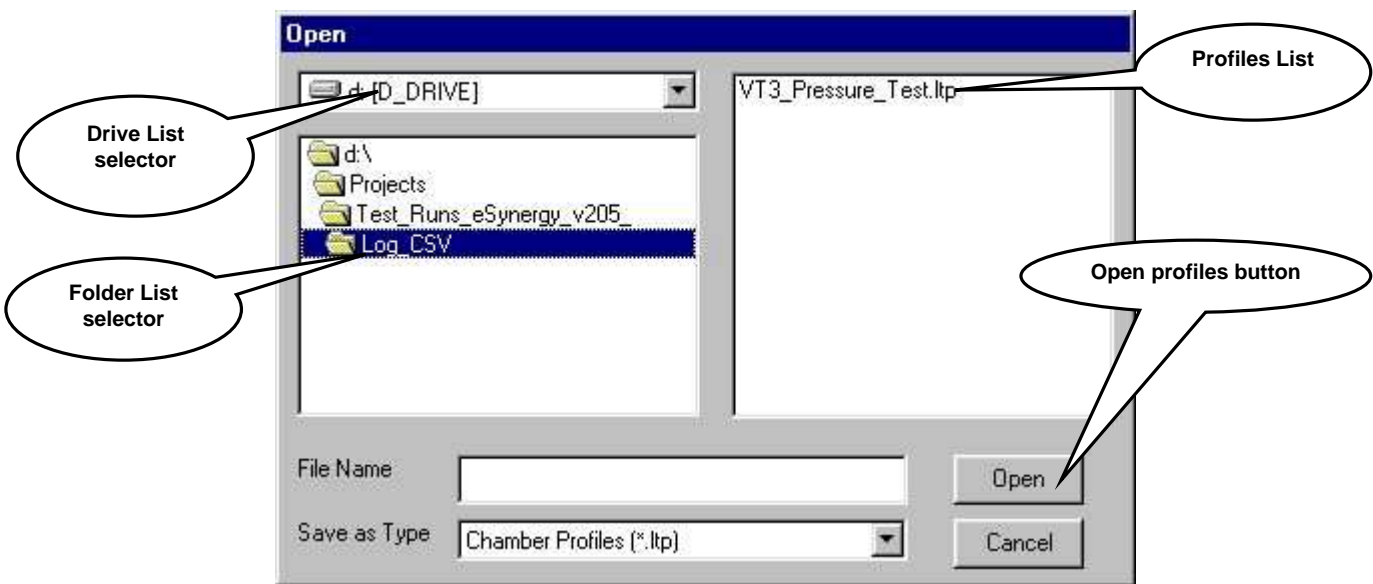 Open
Profiles List
d: [D_DRIVE]
VT3_Pressure_Test.ltp
Drive List
selector
d:\
Projects
Test_Runs_eSynergy_v205_
Log_CSV
Folder List
selector
Open profiles button
File Name
Open
Save as Type
Chamber Profiles (*.ltp)
Cancel